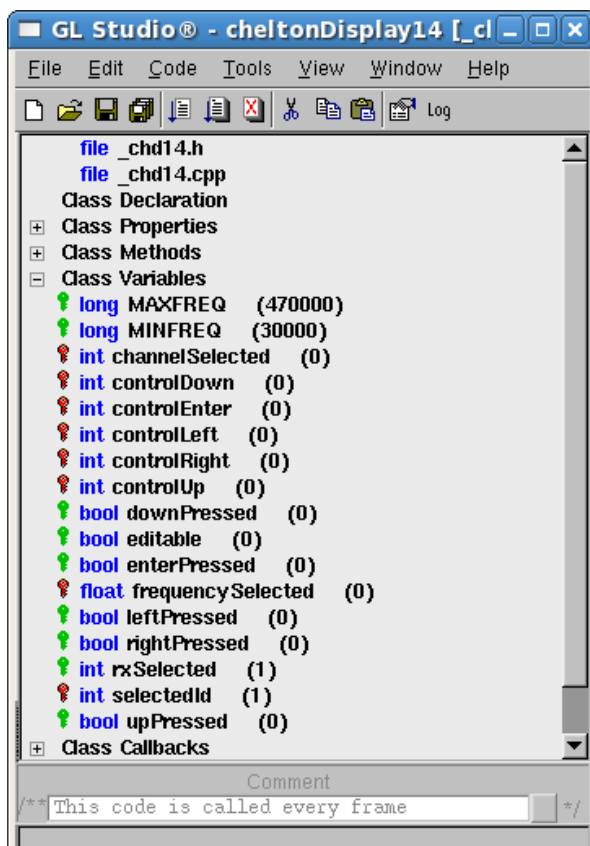 GL Studio® - cheltonDisplay14 [_cl
File Edit Code Tools View Window Help
Log
file _chd14.h
file _chd14.cpp
Class Declaration
Class Properties
Class Methods
Class Variables
long MAXFREQ (470000)
long MINFREQ (30000)
int channelSelected (0)
int controlDown (0)
int controlEnter (0)
int controlLeft (0)
int controlRight (0)
int controlUp (0)
bool downPressed (0)
bool editable (0)
bool enterPressed (0)
float frequencySelected (0)
bool leftPressed (0)
bool rightPressed (0)
int rxSelected (1)
int selectedId (1)
bool upPressed (0)
Class Callbacks
Comment
/** This code is called every frame */